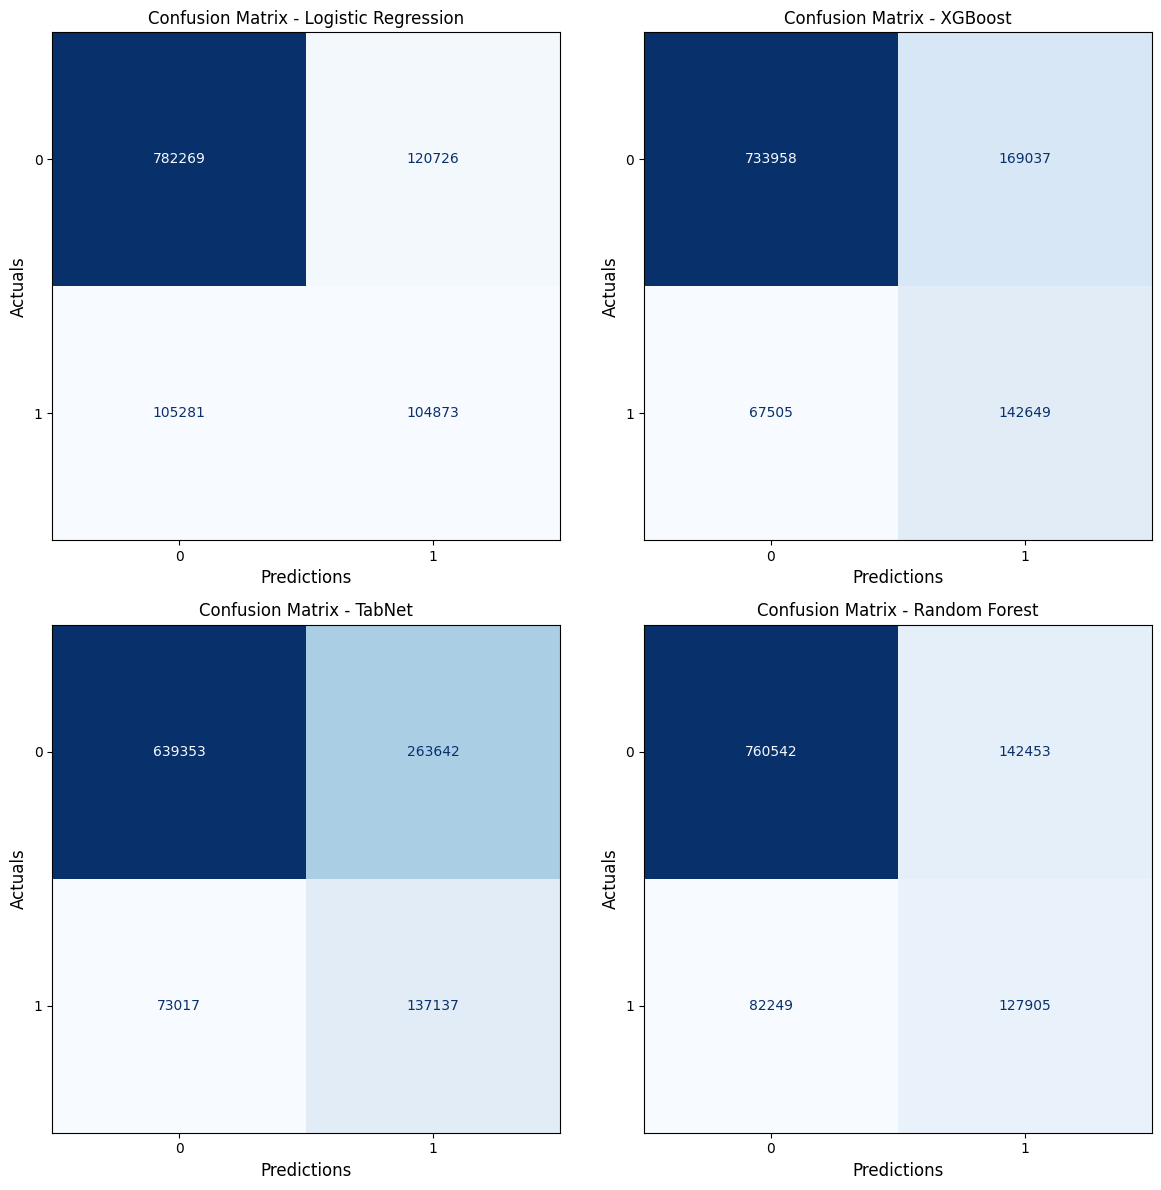 Confusion Matrix - Logistic Regression
0
782269
120726
Actuals
1
105281
104873
0
1
Predictions
Confusion Matrix - XGBoost
0
733958
169037
Actuals
1
67505
142649
0
1
Predictions
Confusion Matrix - TabNet
0
639353
263642
Actuals
1
73017
137137
0
1
Predictions
Confusion Matrix - Random Forest
0
760542
142453
Actuals
1
82249
127905
0
1
Predictions